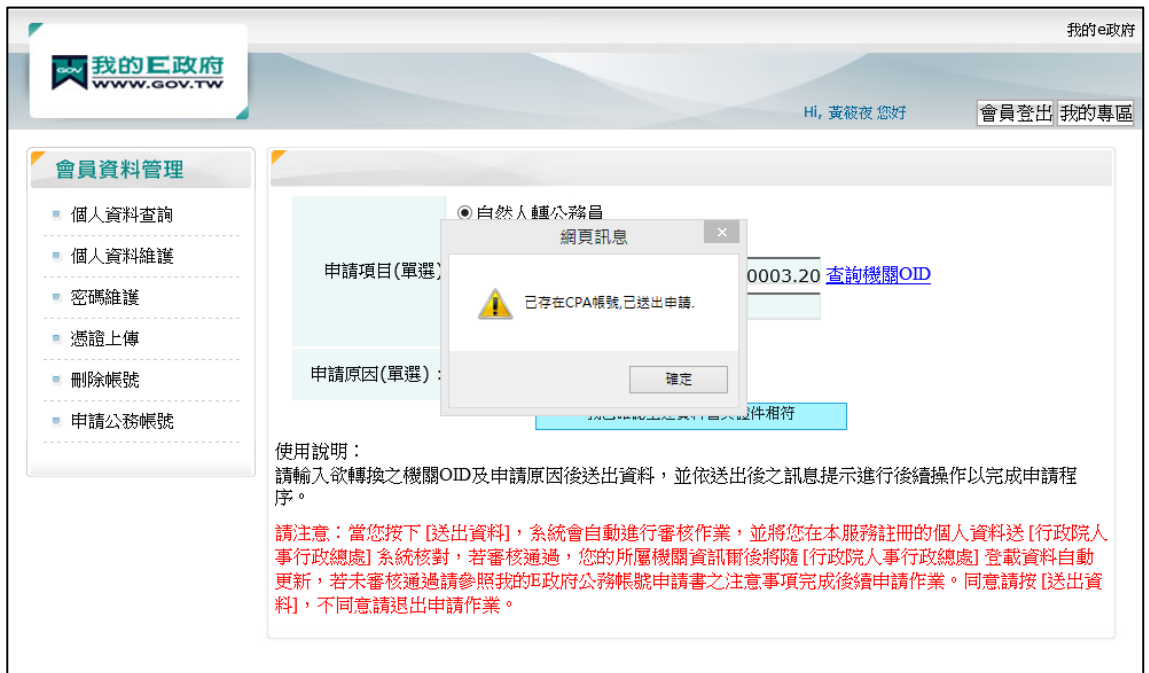 我的e政府
GOV
我的E政府
WWW.GOV.TW
Hi, 黃筱夜 您好
會員登出 我的專區
會員資料管理
個人資料查詢
個人資料維護
密碼維護
憑證上傳
刪除帳號
申請公務帳號
自然人轉公務員
網頁訊息
申請項目(單選)
0003.20 查詢機關OID
已存在CPA帳號,已送出申請.
申請原因(單選)：
確定
證件相符
使用說明：
請輸入欲轉換之機關OID及申請原因後送出資料，並依送出後之訊息提示進行後續操作以完成申請程
序。
請注意：當您按下 [送出資料]，系統會自動進行審核作業，並將您在本服務註冊的個人資料送 [行政院人
事行政總處] 系統核對，若審核通過，您的所屬機關資訊爾後將隨 [行政院人事行政總處] 登載資料自動
更新，若未審核通過請參照我的E政府公務帳號申請書之注意事項完成後續申請作業。同意請按 [送出資
料]，不同意請退出申請作業。